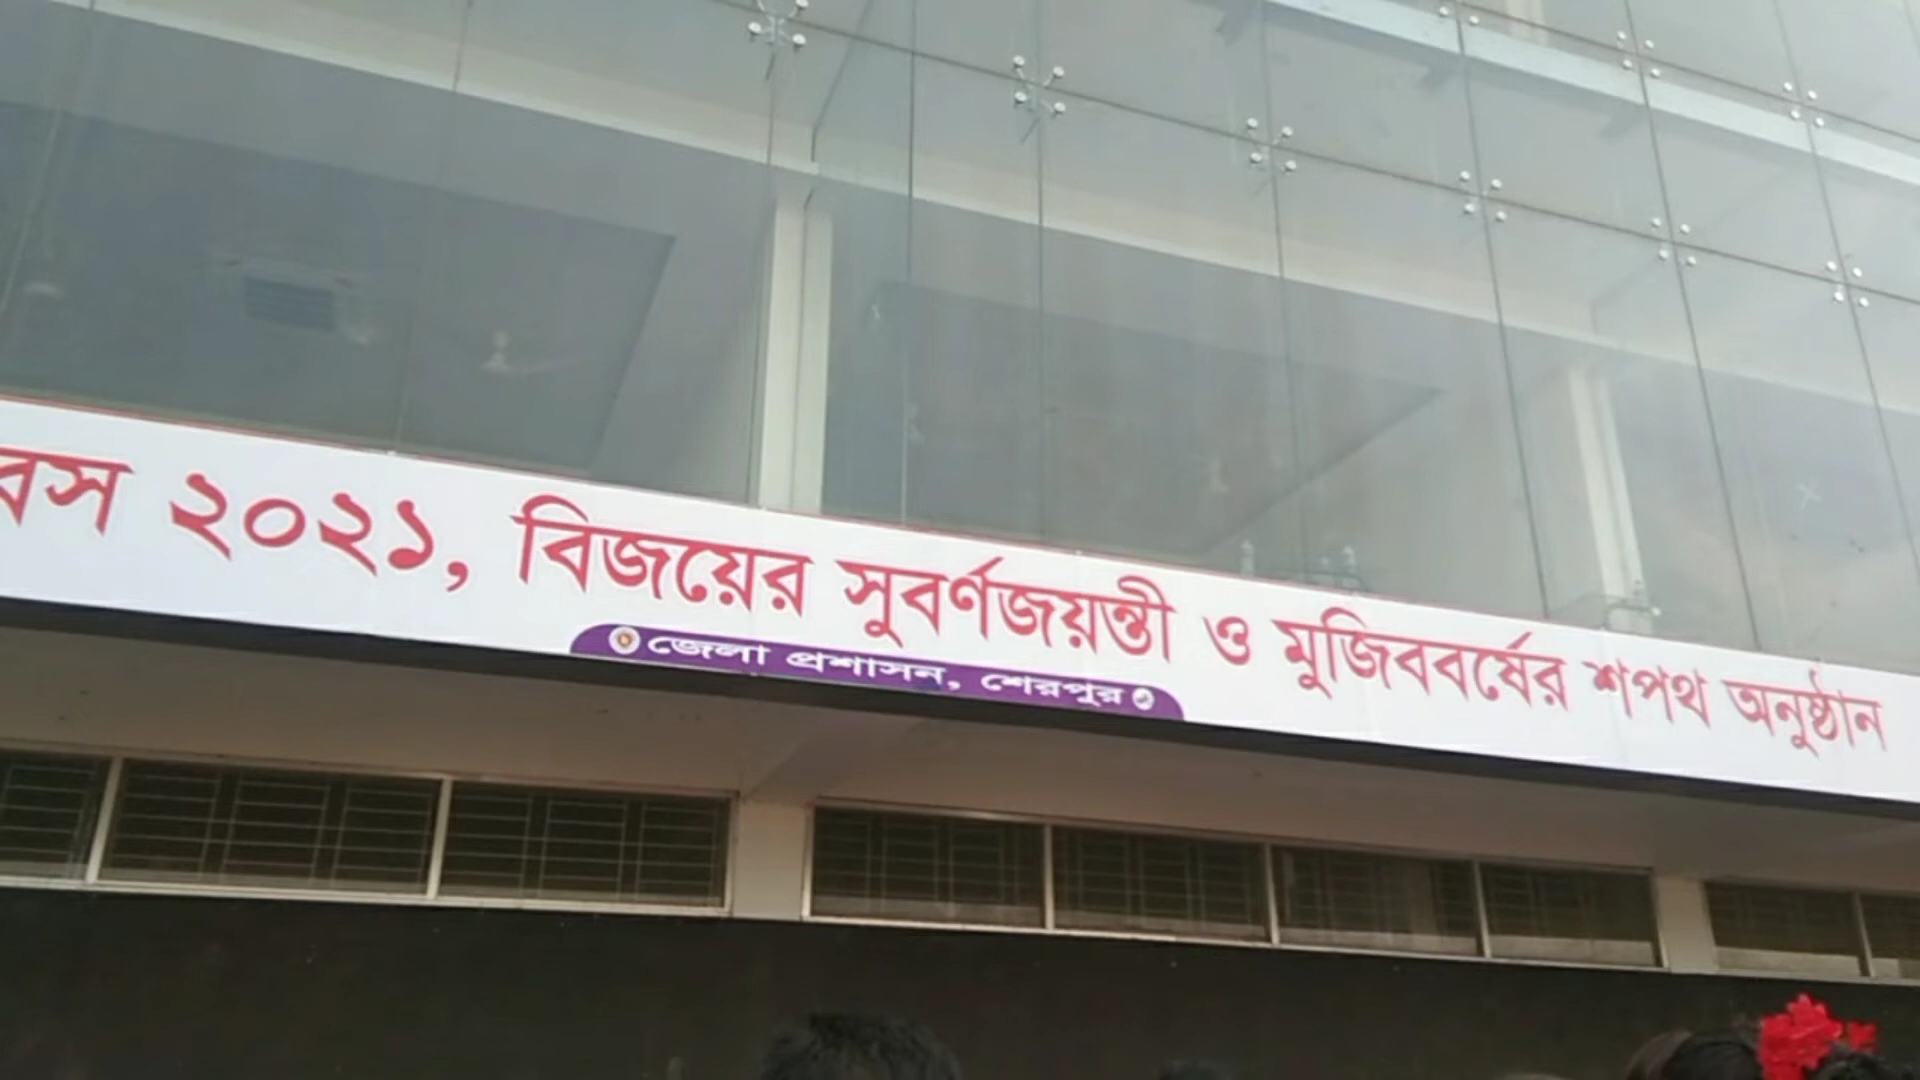 বস ২০২১, বিজয়ের সুবর্ণজয়ন্তী ও মুজিববর্ষের শপথ অনুষ্ঠান
জেলা প্রশাসন, শেরপুর